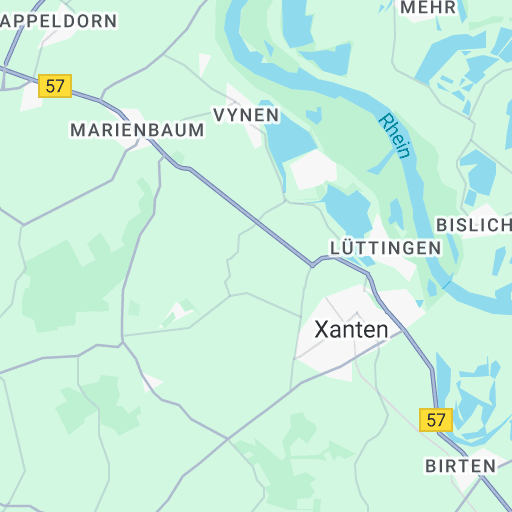 MEHR
APPELDORN
57
VYNEN
MARIENBAUM
Rhein
BISLICH
LÜTTINGEN
Xanten
57
BIRTEN